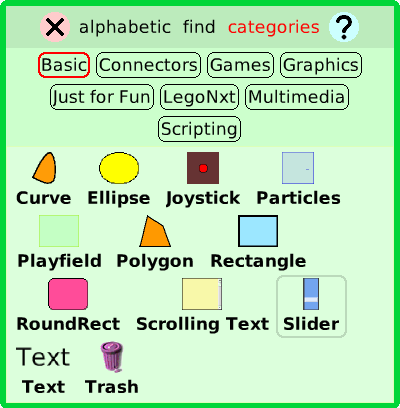 alphabetic find categories ?
Basic Connectors Games Graphics
Just for Fun LegoNxt Multimedia
Scripting
Curve Ellipse Joystick Particles
Playfield Polygon Rectangle
RoundRect Scrolling Text Slider
Text
Text Trash